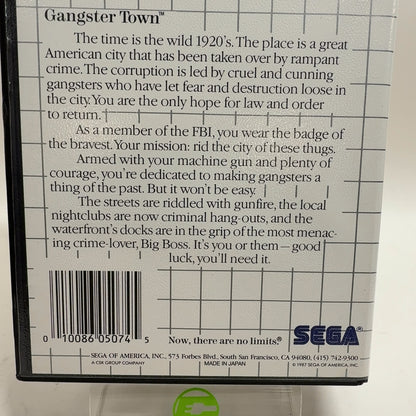 Gangster Town™
The time is the wild 1920's. The place is a great
American city that has been taken over by rampant
crime. The corruption is led by cruel and cunning
gangsters who have let fear and destruction loose in
the city. You are the only hope for law and order
to return.
As a member of the FBI, you wear the badge of
the bravest. Your mission: rid the city of these thugs.
Armed with your machine gun and plenty of
courage, you're dedicated to making gangsters a
thing of the past. But it won't be easy.
The streets are riddled with gunfire, the local
nightclubs are now criminal hang-outs, and the
waterfront's docks are in the grip of the most menac-
ing crime-lover, Big Boss. It's you or them—good
luck, you'll need it.
0 10086 05074 5
Now, there are no limits.® SEGA®
SEGA OF AMERICA, INC., 573 Forbes Blvd., South San Francisco, CA 94080, (415) 742-9300
A CSK GROUP COMPANY MADE IN JAPAN © 1987 SEGA OF AMERICA, INC.